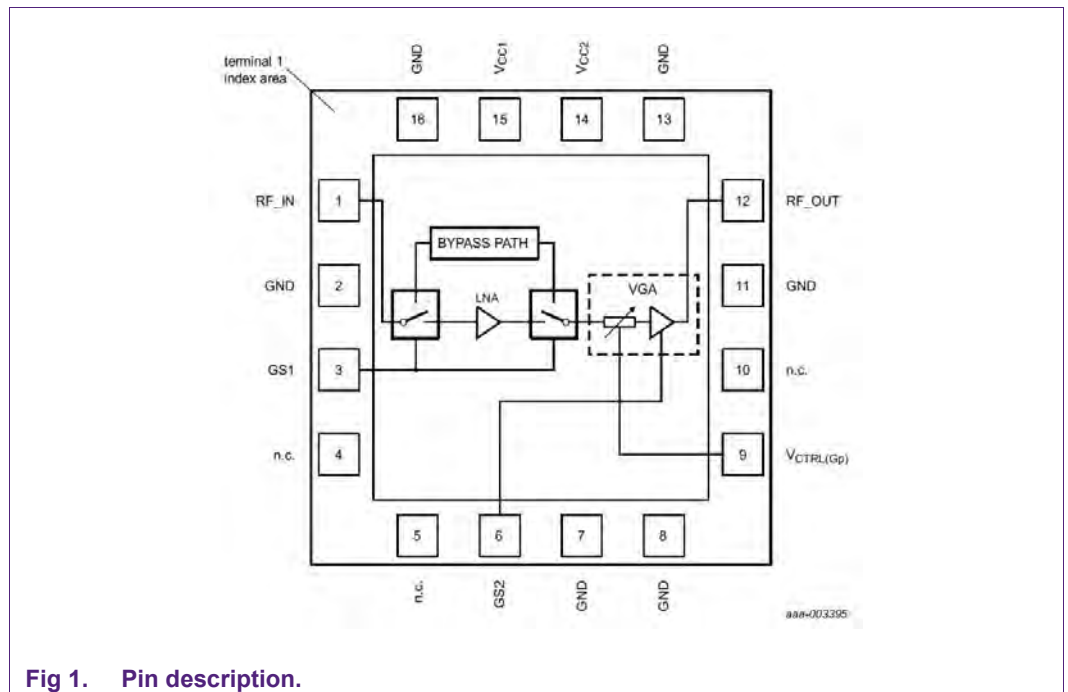 terminal 1
index area
GND
VCC1
VCC2
GND
16
15
14
13
RF_IN
1
12
RF_OUT
BYPASS PATH
GND
2
LNA
VGA
11
GND
GS1
3
10
n.c.
n.c.
4
9
VCTRL(Gp)
5
6
7
8
n.c.
GS2
GND
GND
aaa-003395
Fig 1. Pin description.